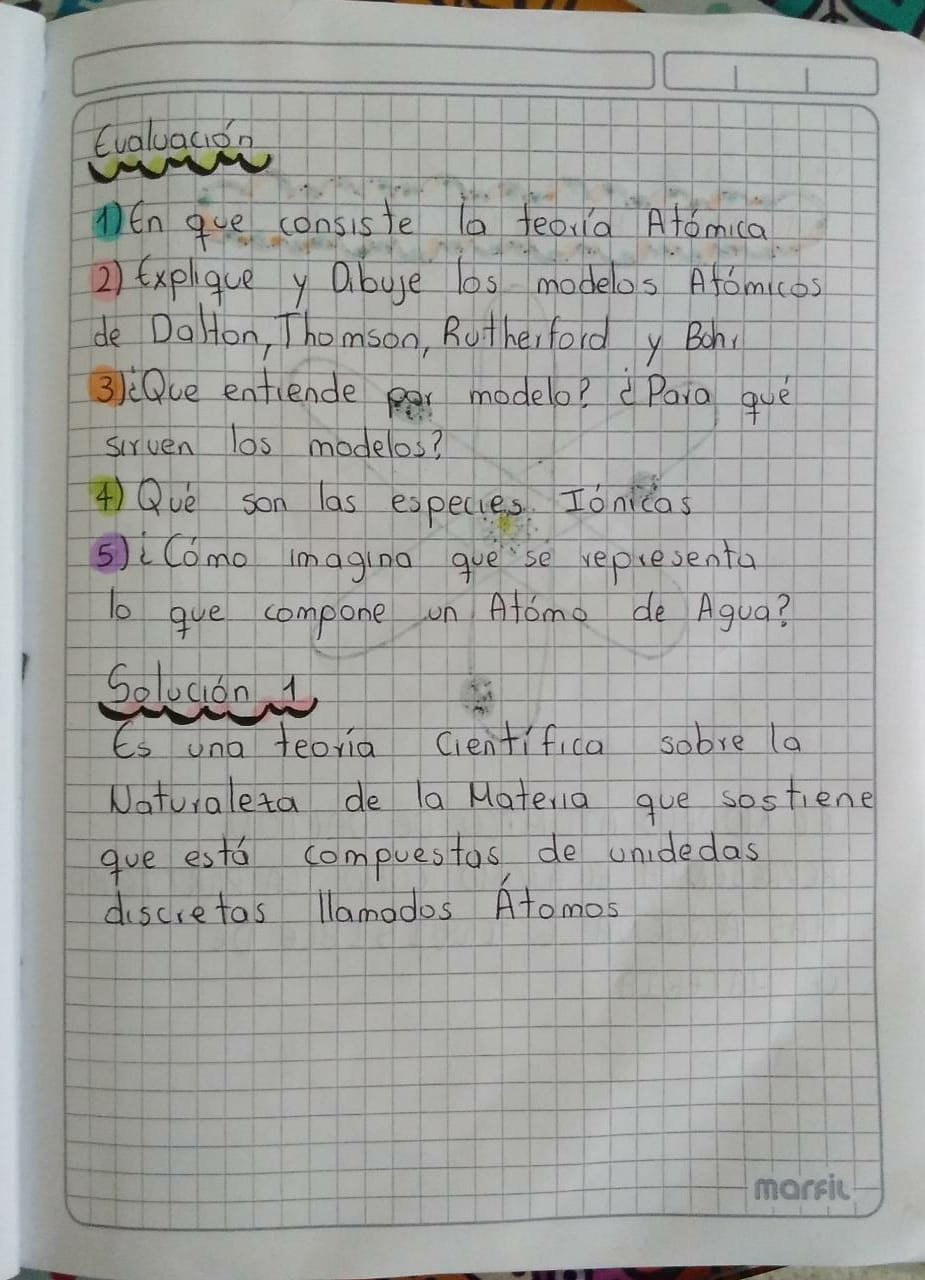 Evaluación
1) En que consiste la teoría Atómica
2) Explique y Dibuje los modelos Atómicos
de Dalton, Thomson, Rutherford y Bohr
3) ¿Que entiende por modelo? ¿Para qué
sirven los modelos?
4) Qué son las especies Iónicas
5) ¿Cómo imagina que se representa
lo que compone un Atómo de Agua?
Solución 1
Es una teoría Científica sobre la
Naturaleza de la Materia que sostiene
que está compuestas de unidedas
discretas llamados Átomos
marfil